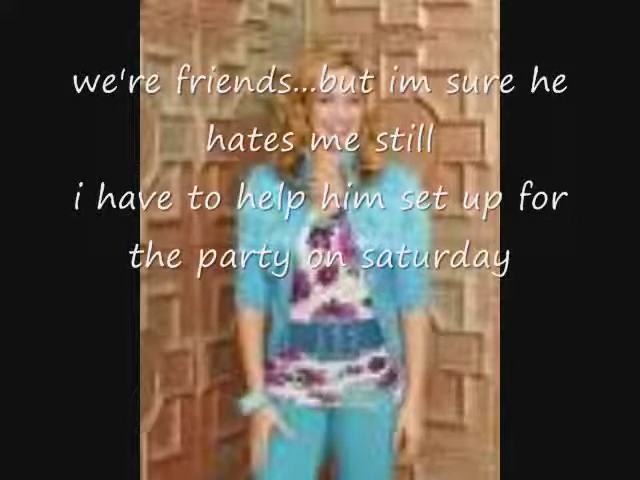 we're friends...but im sure he
hates me still
i have to help him set up for
the party on saturday